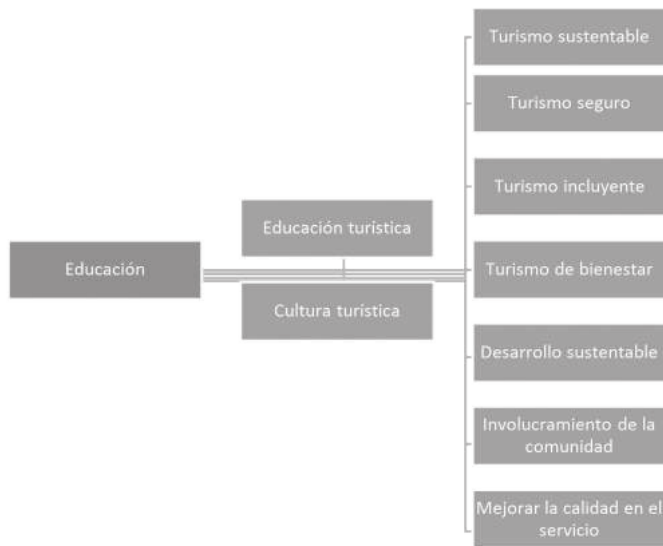 Turismo sustentable
Turismo seguro
Turismo incluyente
Educación turística
Educación
Turismo de bienestar
Cultura turística
Desarrollo sustentable
Involucramiento de la
comunidad
Mejorar la calidad en el
servicio